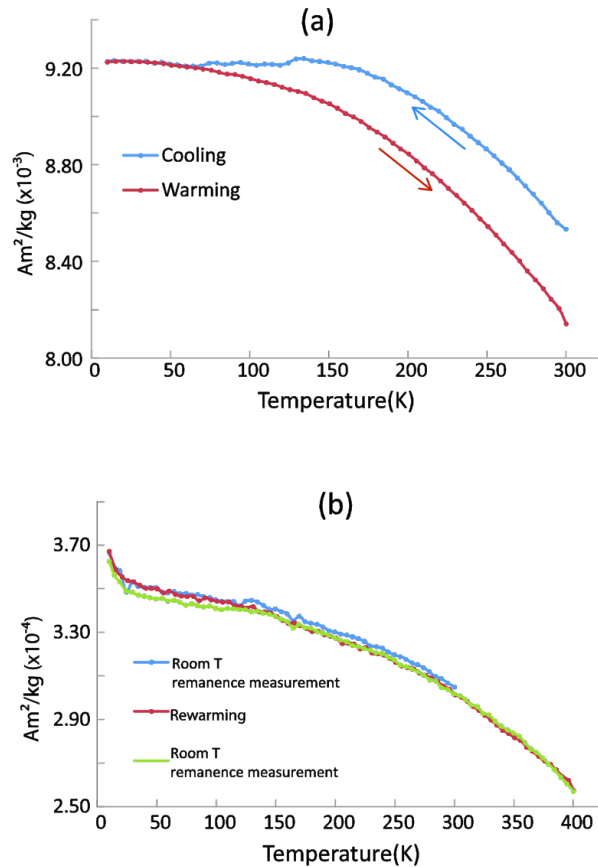 (a)
Am²/kg (x10⁻³)
9.20
8.80
8.40
8.00
Cooling
Warming
0 50 100 150 200 250 300
Temperature(K)
(b)
Am²/kg (x10⁻⁴)
3.70
3.30
2.90
2.50
Room T
remanence measurement
Rewarming
Room T
remanence measurement
0 50 100 150 200 250 300 350 400
Temperature(K)